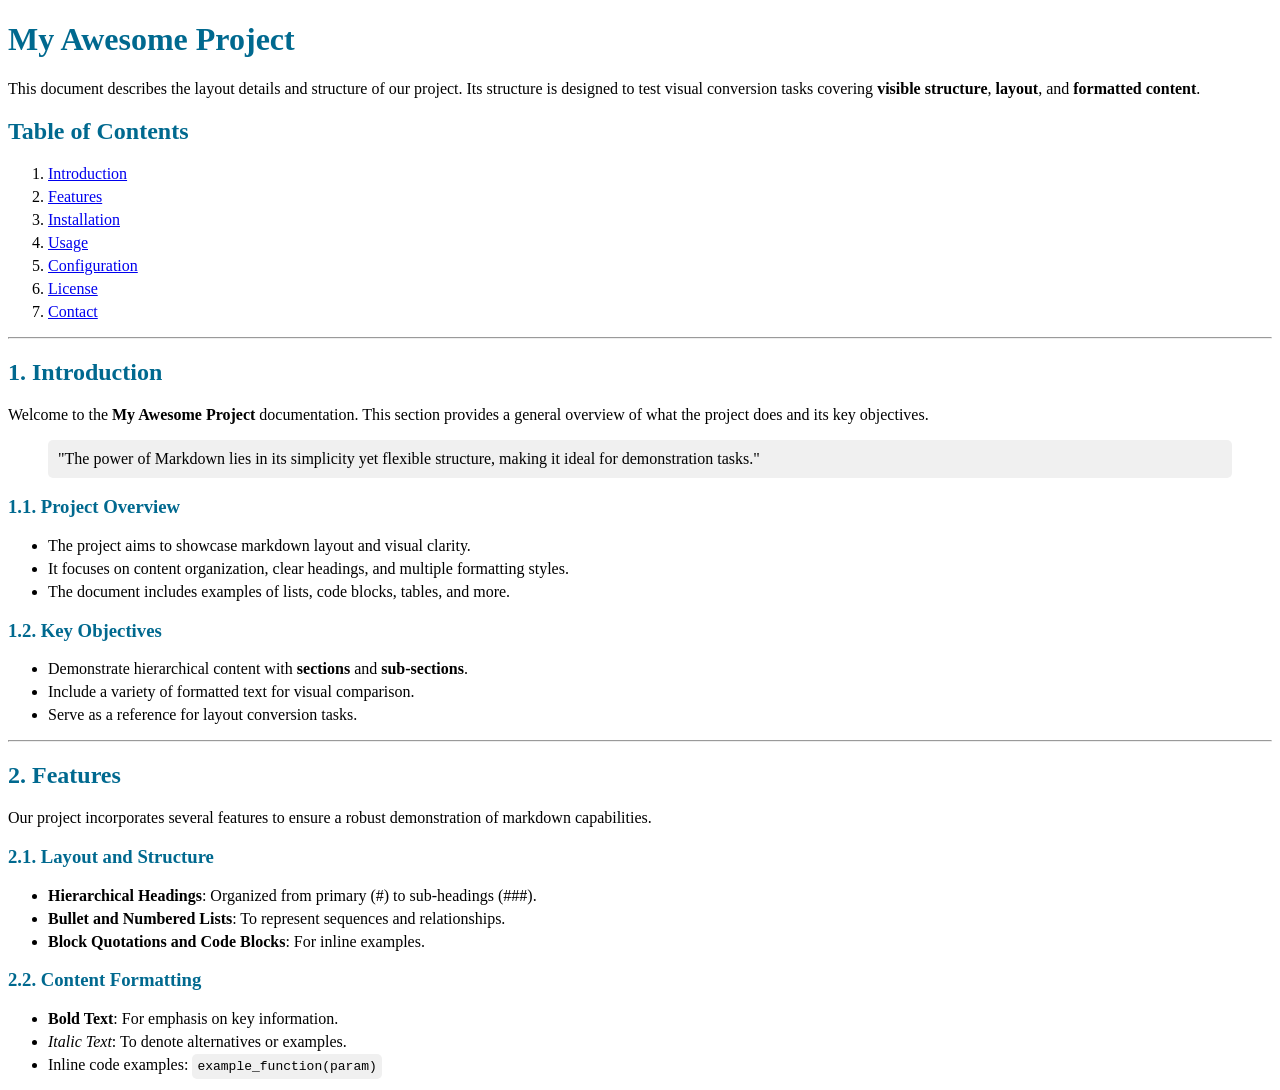 My Awesome Project
This document describes the layout details and structure of our project. Its structure is designed to test visual conversion tasks covering visible structure, layout, and formatted content.
Table of Contents
1. Introduction
2. Features
3. Installation
4. Usage
5. Configuration
6. License
7. Contact
1. Introduction
Welcome to the My Awesome Project documentation. This section provides a general overview of what the project does and its key objectives.
"The power of Markdown lies in its simplicity yet flexible structure, making it ideal for demonstration tasks."
1.1. Project Overview
• The project aims to showcase markdown layout and visual clarity.
• It focuses on content organization, clear headings, and multiple formatting styles.
• The document includes examples of lists, code blocks, tables, and more.
1.2. Key Objectives
• Demonstrate hierarchical content with sections and sub-sections.
• Include a variety of formatted text for visual comparison.
• Serve as a reference for layout conversion tasks.
2. Features
Our project incorporates several features to ensure a robust demonstration of markdown capabilities.
2.1. Layout and Structure
• Hierarchical Headings: Organized from primary (#) to sub-headings (###).
• Bullet and Numbered Lists: To represent sequences and relationships.
• Block Quotations and Code Blocks: For inline examples.
2.2. Content Formatting
• Bold Text: For emphasis on key information.
• Italic Text: To denote alternatives or examples.
• Inline code examples: example_function(param)